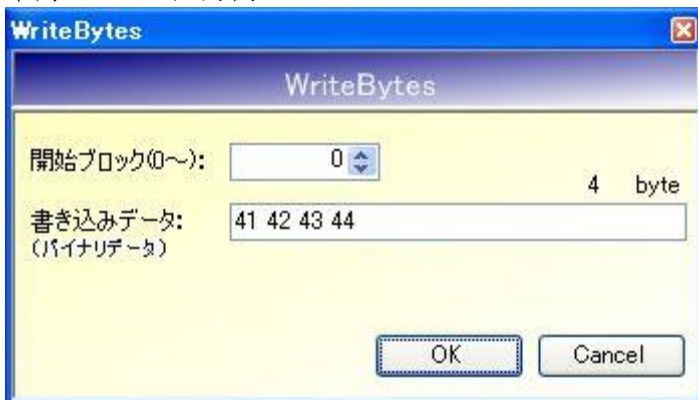 WriteBytes
WriteBytes
開始ブロック(0～):
0
4 byte
書き込みデータ:
41 42 43 44
(バイナリデータ)
OK
Cancel